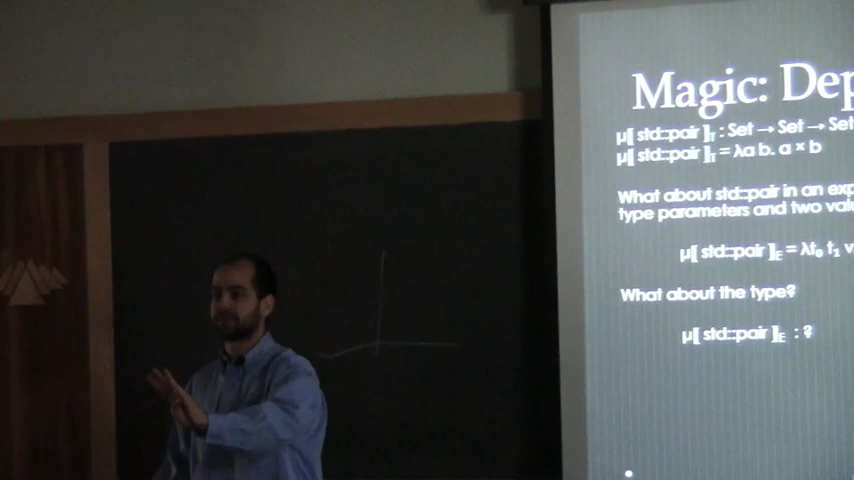 Magic: Dep
μ⟦ std::pair ⟧T : Set → Set → Set
μ⟦ std::pair ⟧T = λa b. a × b
What about std::pair in an exp
type parameters and two valu
μ⟦ std::pair ⟧E = λt₀ t₁ v
What about the type?
μ⟦ std::pair ⟧E : ?